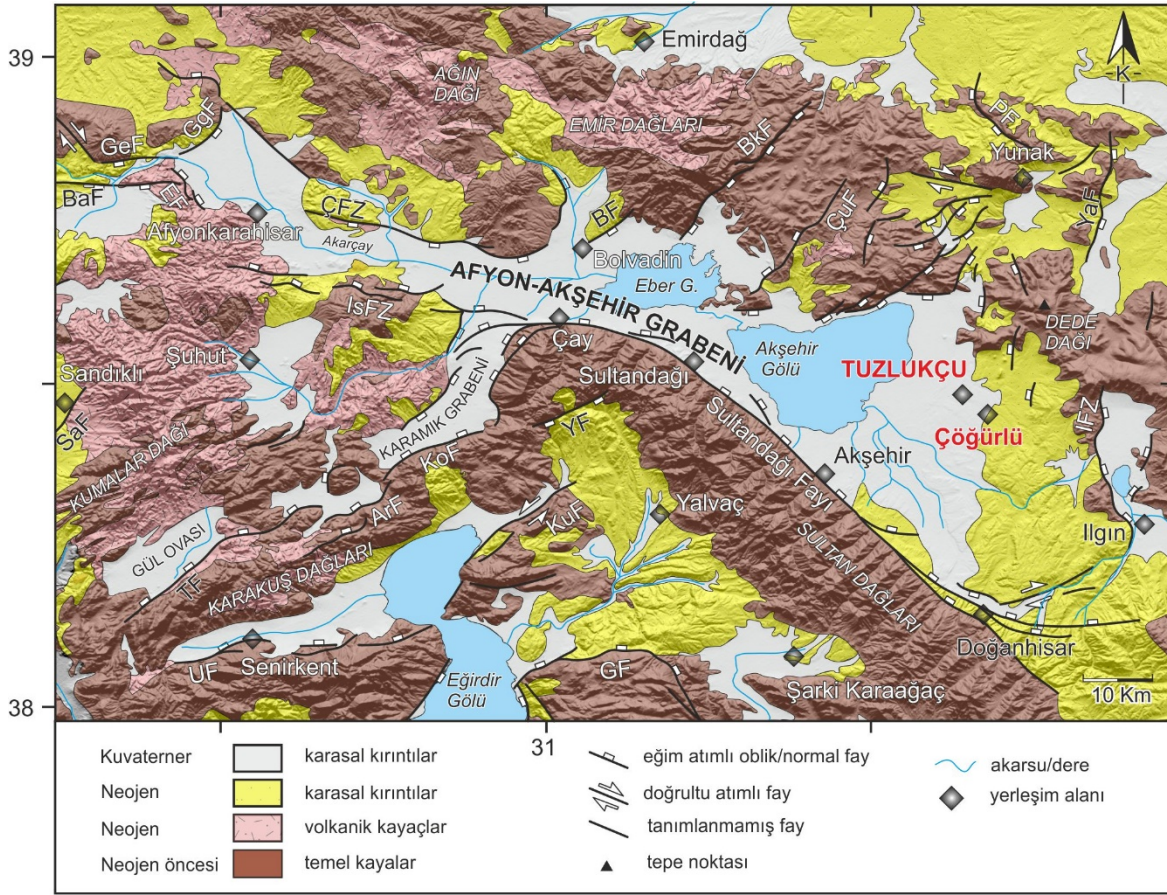 39
38
31
K
Emirdağ
AĞIN
DAĞI
EMİR DAĞLARI
GgF
GeF
BaF
EF
Afyonkarahisar
ÇFZ
Akarçay
BF
BkF
Bolvadin
Eber G.
ÇuF
PF
Yunak
YaF
AFYON-AKŞEHİR GRABENİ
IsFZ
Şuhut
Sandıklı
SaF
Çay
Sultandağı
Akşehir
Gölü
TUZLUKÇU
Çöğürlü
DEDE
DAĞI
IFZ
Ilgın
KARAMIK GRABENİ
KUMALAR DAĞI
KoF
YF
Sultandağı Fayı
Akşehir
ArF
KuF
Yalvaç
SULTAN DAĞLARI
GÜL OVASI
TF
KARAKUŞ DAĞLARI
UF
Senirkent
Eğirdir
Gölü
GF
Şarki Karaağaç
Doğanhisar
10 Km
Kuvaterner karasal kırıntılar
Neojen karasal kırıntılar
Neojen volkanik kayaçlar
Neojen öncesi temel kayalar
eğim atımlı oblik/normal fay
doğrultu atımlı fay
tanımlanmamış fay
tepe noktası
akarsu/dere
yerleşim alanı